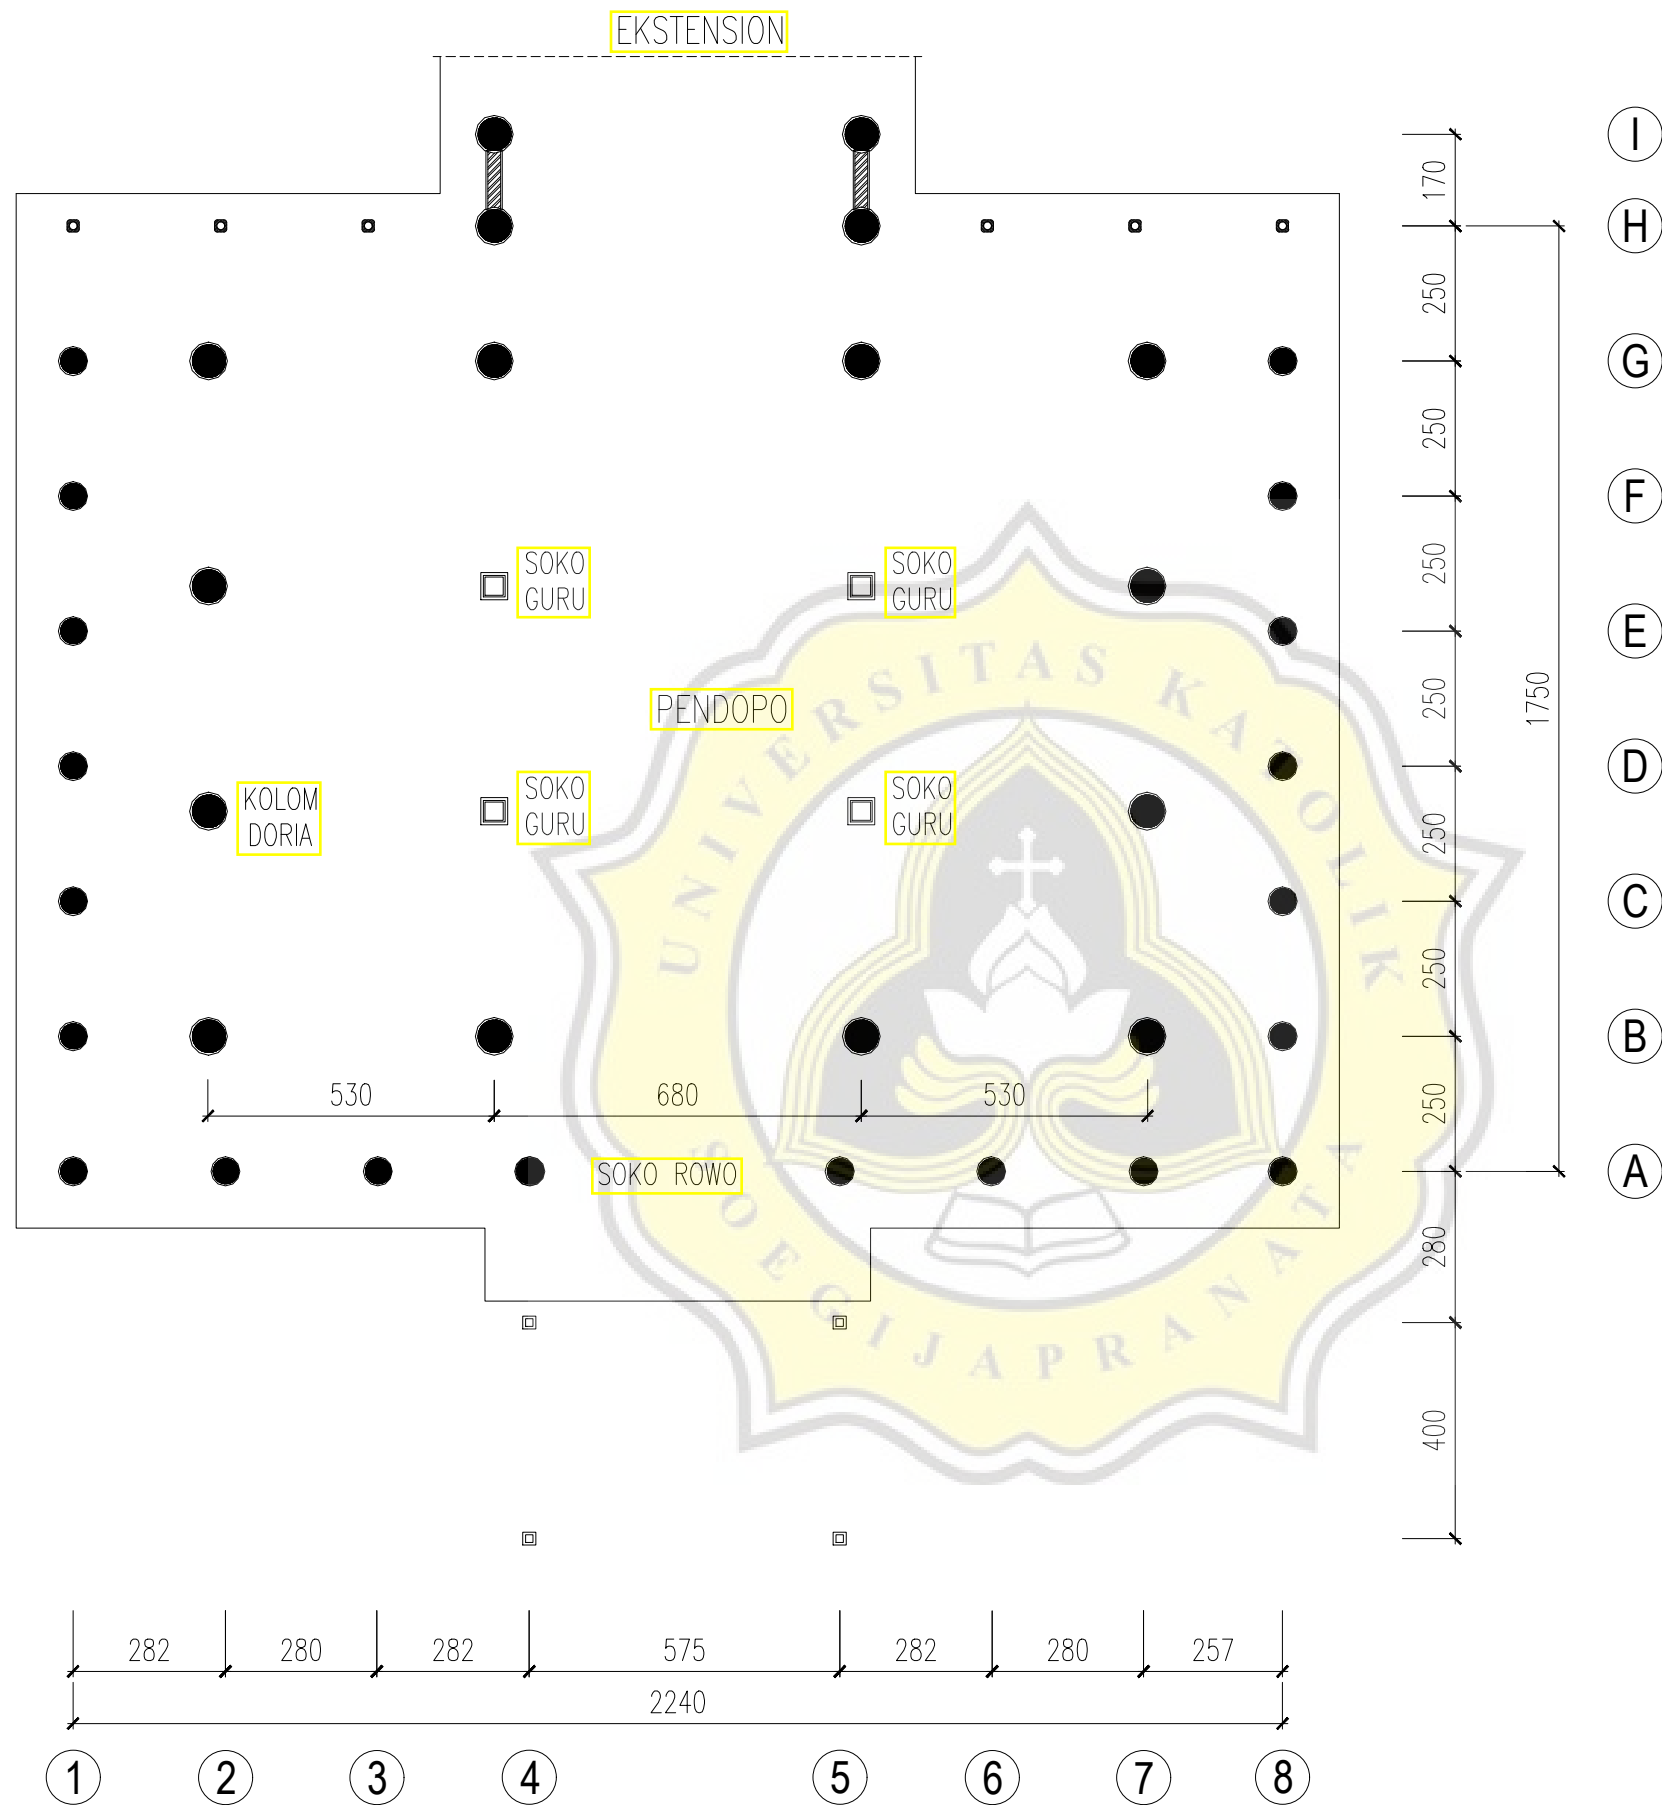 EKSTENSION
I
170
H
250
G
250
F
SOKO
GURU
SOKO
GURU
250
E
250
1750
PENDOPO
D
SOKO
GURU
SOKO
GURU
KOLOM
DORIA
250
C
250
B
530
680
530
250
SOKO ROWO
A
280
400
UNIVERSITAS KATOLIK
SOEGIJAPRANATA
282
280
282
575
282
280
257
2240
1
2
3
4
5
6
7
8